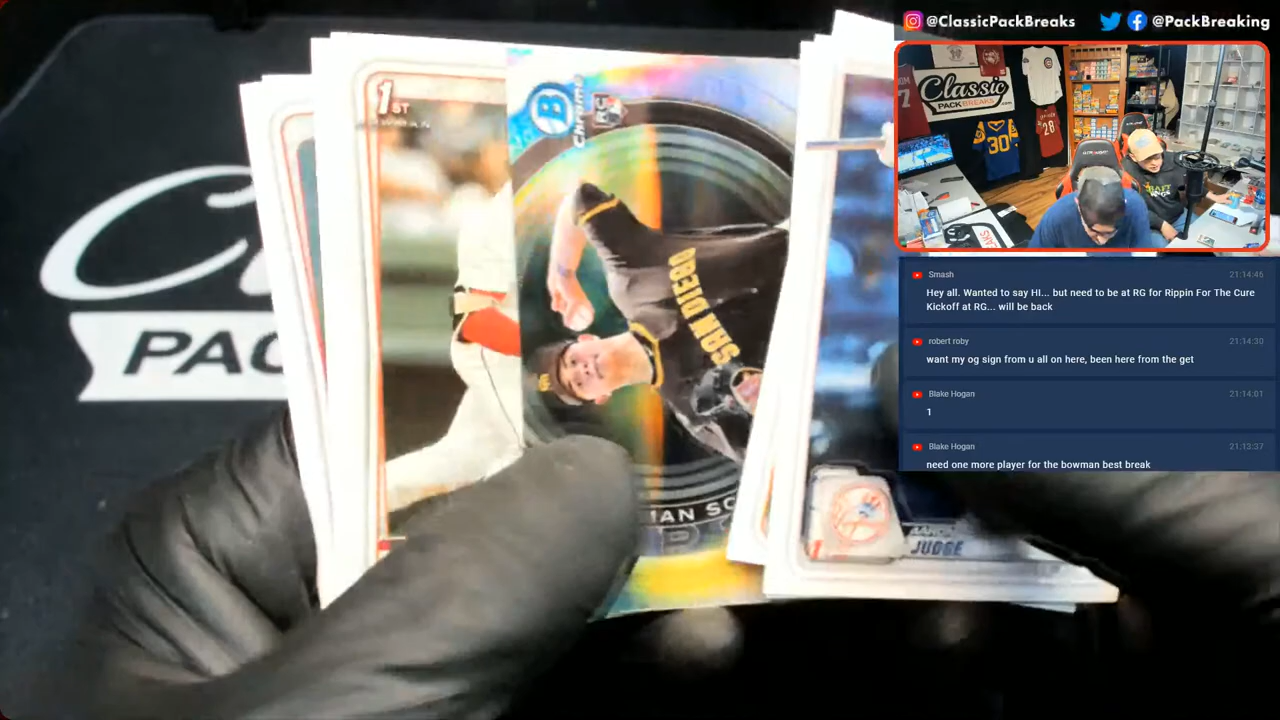 @ClassicPackBreaks
@PackBreaking
Classic
PACK BREAKS
30
28
Smash
21:14:45
Hey all. Wanted to say HI... but need to be at RG for Rippin For The Cure
Kickoff at RG... will be back
robert roby
21:14:30
want my og sign from u all on here, been here from the get
Blake Hogan
21:14:01
1
Blake Hogan
21:13:37
need one more player for the bowman best break
1ST
B
Chrome
RC
SAN DIEGO
JUDGE